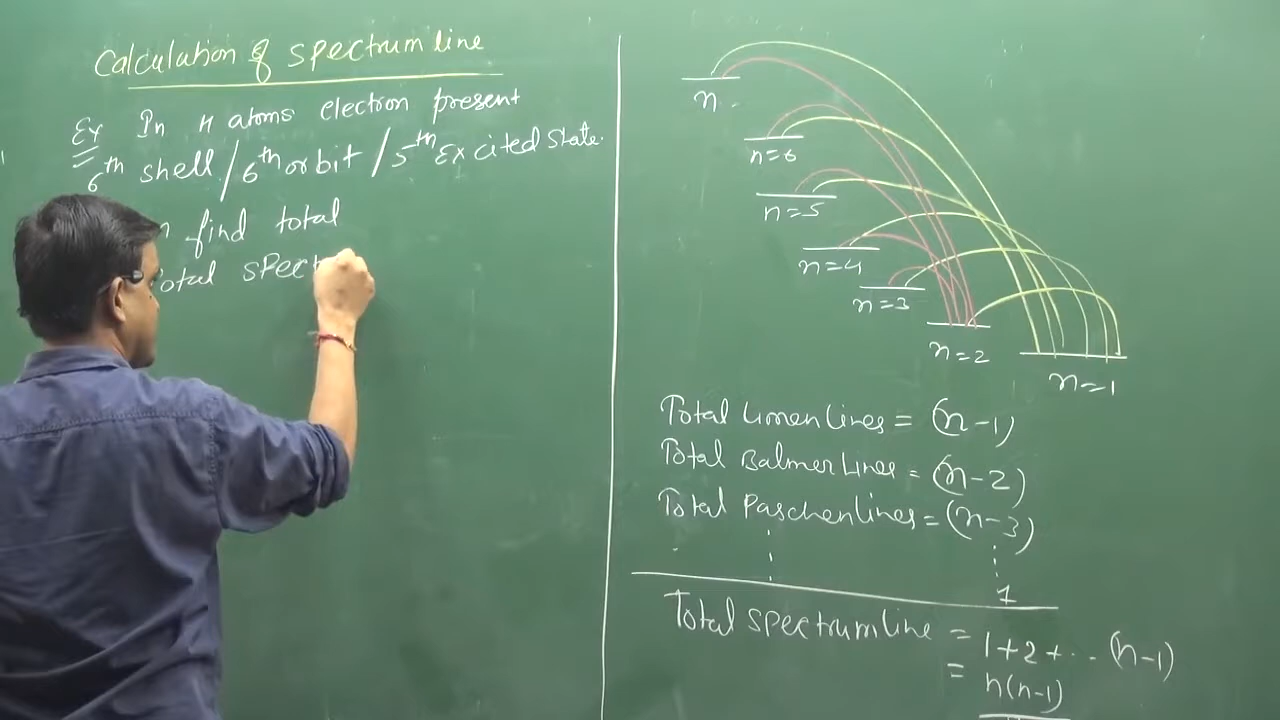 Calculation of spectrum line
Ex In H atoms electron present
6th shell/6th orbit/5th Excited state.
find total
total spect
n
n=6
n=5
n=4
n=3
n=2
n=1
Total Limen lines = (n-1)
Total Balmer Lines = (n-2)
Total Paschen lines = (n-3)
1
Total spectrum line = 1+2+... (n-1)
= n(n-1)